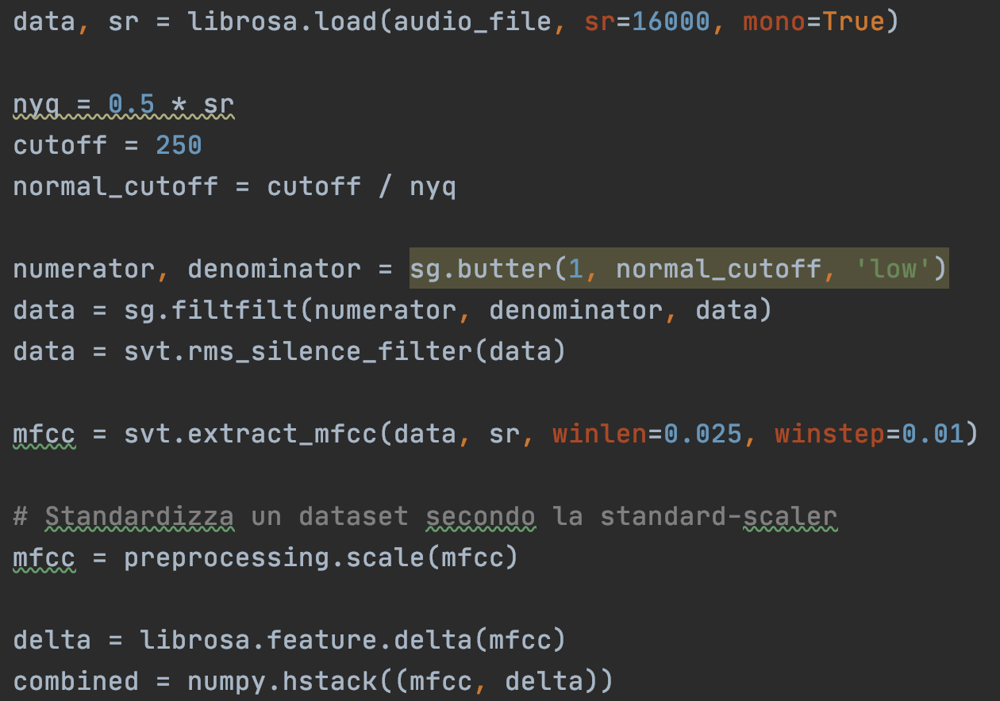 data, sr = librosa.load(audio_file, sr=16000, mono=True)
nyq = 0.5 * sr
cutoff = 250
normal_cutoff = cutoff / nyq
numerator, denominator = sg.butter(1, normal_cutoff, 'low')
data = sg.filtfilt(numerator, denominator, data)
data = svt.rms_silence_filter(data)
mfcc = svt.extract_mfcc(data, sr, winlen=0.025, winstep=0.01)
# Standardizza un dataset secondo la standard-scaler
mfcc = preprocessing.scale(mfcc)
delta = librosa.feature.delta(mfcc)
combined = numpy.hstack((mfcc, delta))